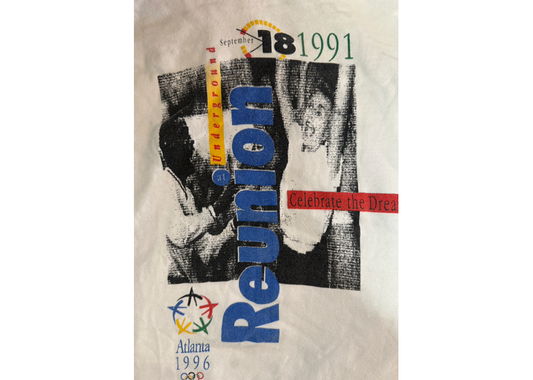 September 18 1991
Reunion
at Underground
Celebrate the Drea
Atlanta
1996